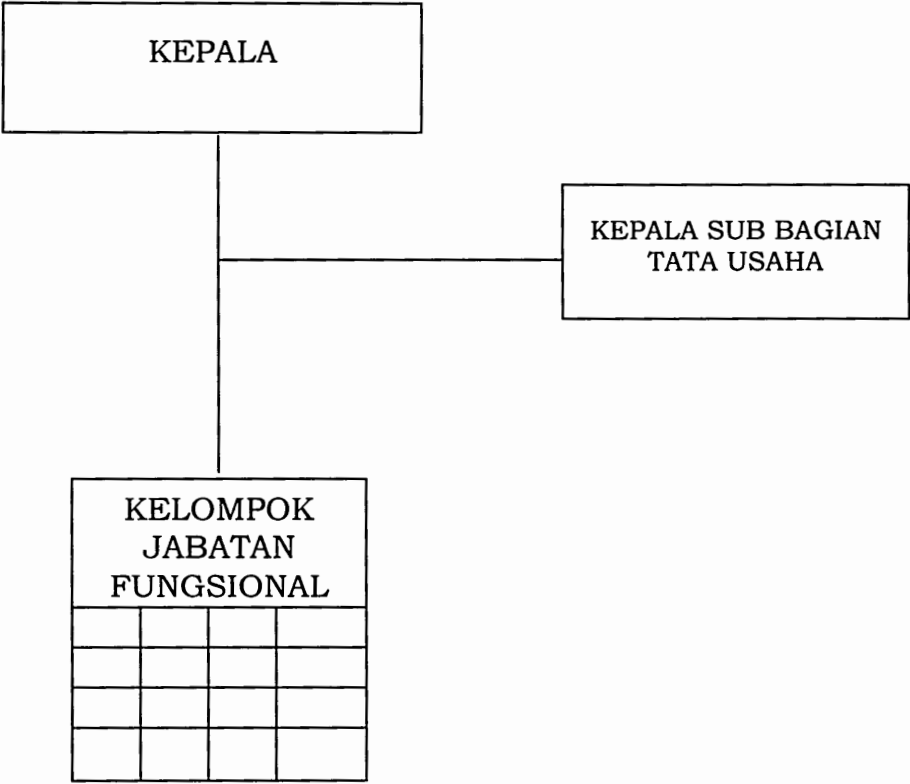 KEPALA
KEPALA SUB BAGIAN
TATA USAHA
KELOMPOK
JABATAN
FUNGSIONAL